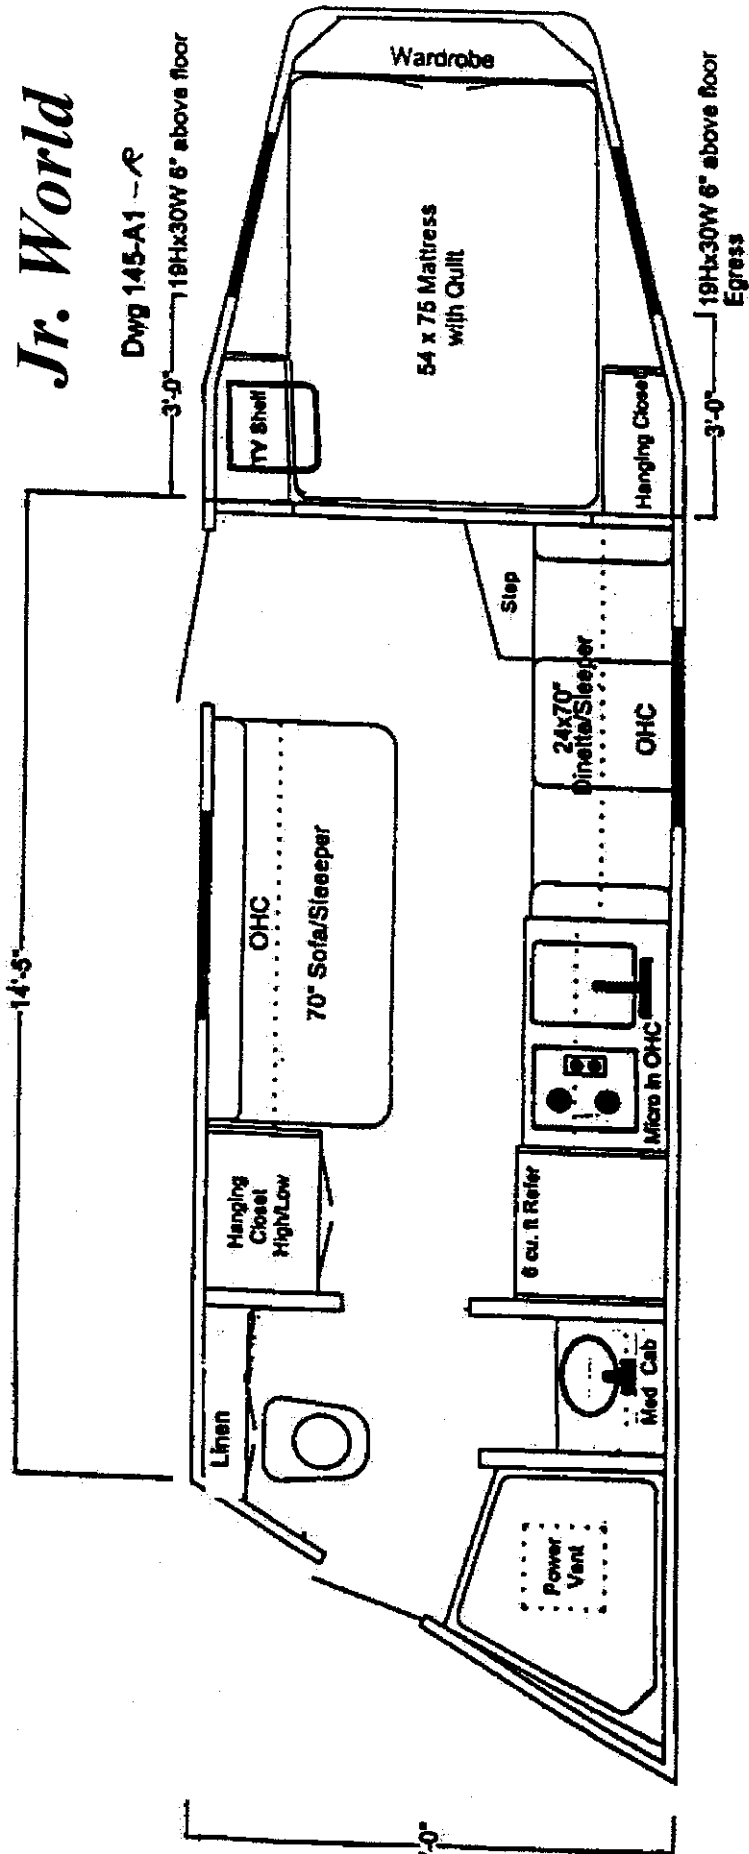 Jr. World
Dwg 145-A1 - R
19Hx30W 6" above floor
3'-0"
14'-5"
Wardrobe
54 x 75 Mattress
with Quilt
TV Shelf
Hanging Closet
19Hx30W 6" above floor
Egress
3'-0"
Step
24x70"
Dinette/Sleeper
OHC
OHC
70" Sofa/Sleeeper
Micro in OHC
Hanging
Closet
High/Low
6 cu. ft Refer
Linen
Med Cab
Power
Vent
0"